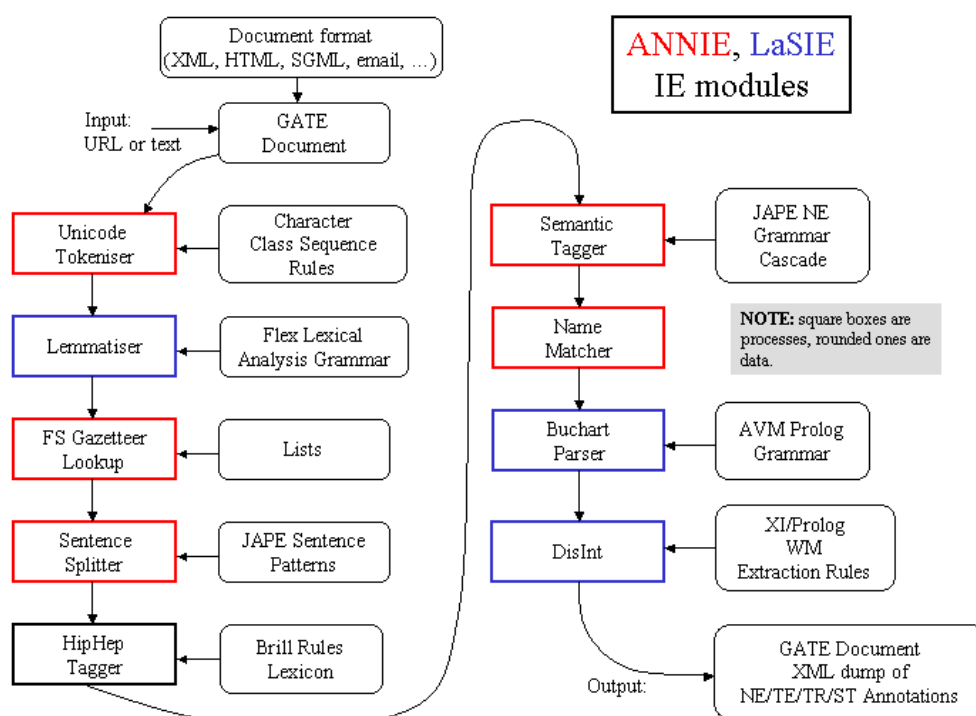 Document format
(XML, HTML, SGML, email, ...)
ANNIE, LaSIE
IE modules
Input:
URL or text
GATE
Document
Unicode
Tokeniser
Character
Class Sequence
Rules
Lemmatiser
Flex Lexical
Analysis Grammar
FS Gazetteer
Lookup
Lists
Sentence
Splitter
JAPE Sentence
Patterns
HipHep
Tagger
Brill Rules
Lexicon
Semantic
Tagger
JAPE NE
Grammar
Cascade
Name
Matcher
NOTE: square boxes are
processes, rounded ones are
data.
Buchart
Parser
AVM Prolog
Grammar
DisInt
XI/Prolog
WM
Extraction Rules
Output:
GATE Document
XML dump of
NE/TE/TR/ST Annotations